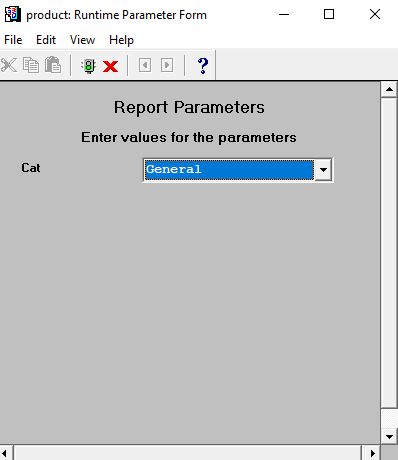 product: Runtime Parameter Form
File Edit View Help
?
Report Parameters
Enter values for the parameters
Cat General